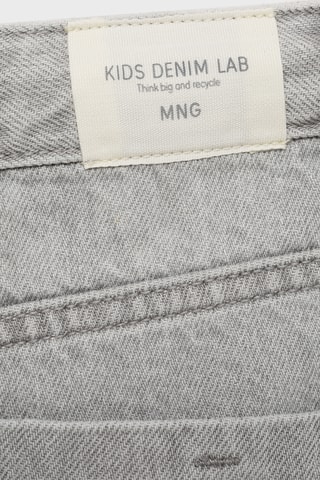 KIDS DENIM LAB
Think big and recycle
MNG